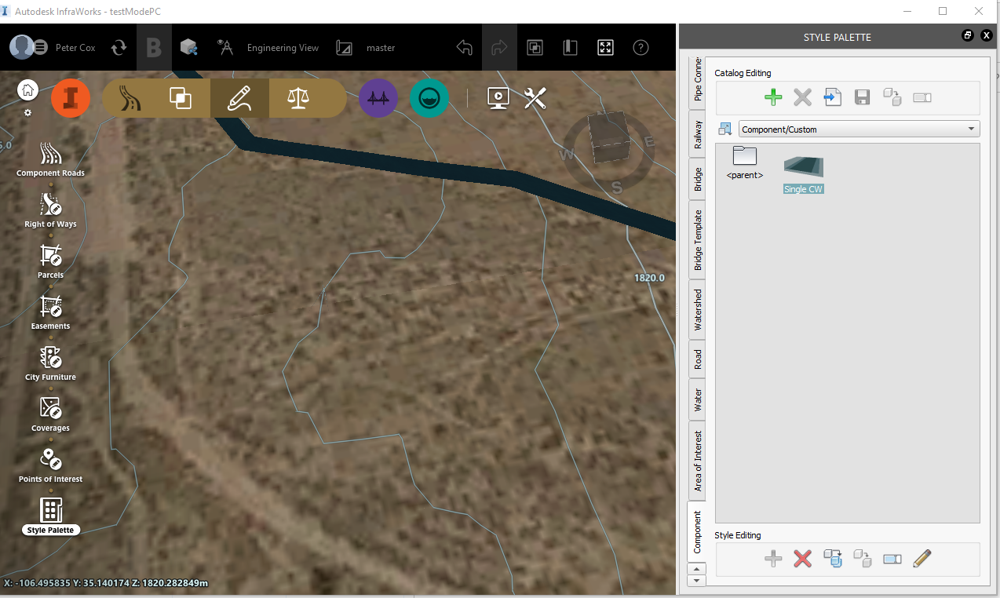 Autodesk InfraWorks - testModePC
Peter Cox
B
Engineering View
master
?
STYLE PALETTE
X
I
5.0
Component Roads
Right of Ways
Parcels
Easements
City Furniture
Coverages
Points of Interest
Style Palette
W
E
S
1820.0
X: -106.495835 Y: 35.140174 Z: 1820.282849m
Pipe Conne
Railway
Bridge
Bridge Template
Watershed
Road
Water
Area of Interest
Component
Catalog Editing
Component/Custom
<parent>
Single CW
Style Editing